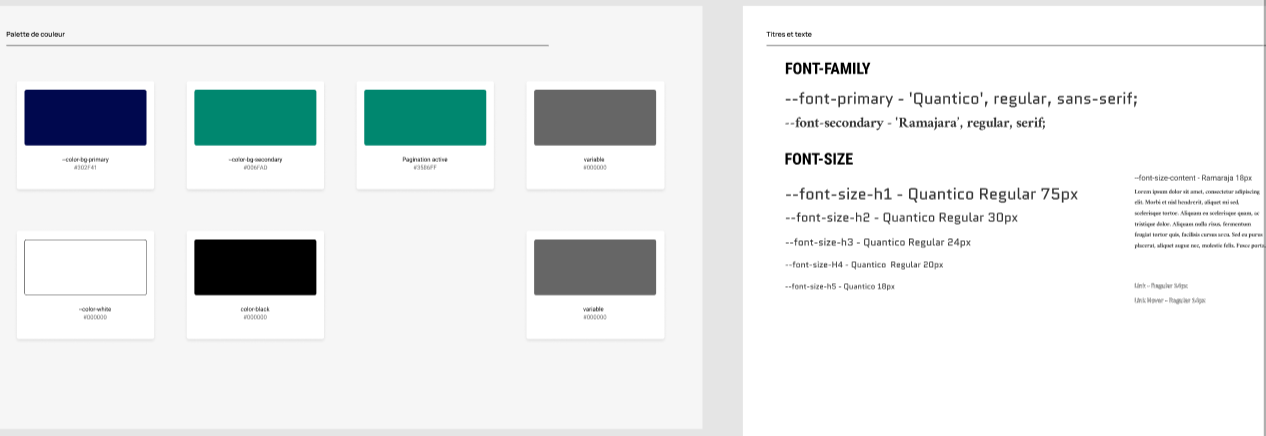 Palette de couleur
--color-bg-primary
#102F41
--color-bg-secondary
#006FAD
Pagination active
#3586FF
variable
#000000
--color-white
#000000
color-black
#000000
variable
#000000
Titres et texte
FONT-FAMILY
--font-primary - 'Quantico', regular, sans-serif;
--font-secondary - 'Ramajara', regular, serif;
FONT-SIZE
--font-size-h1 - Quantico Regular 75px
--font-size-h2 - Quantico Regular 30px
--font-size-h3 - Quantico Regular 24px
--font-size-H4 - Quantico Regular 20px
--font-size-h5 - Quantico 18px
--font-size-content - Ramaraja 18px
Lorem ipsum dolor sit amet, consectetur adipiscing
elit. Morbi et nisl hendrerit, aliquet mi sed,
scelerisque tortor. Aliquam eu scelerisque quam, ac
tristique dolor. Aliquam nulla risus, fermentum
feugiat tortor quis, facilisis cursus arcu. Sed eu purus
placerat, aliquet augue nec, molestie felis. Fusce porta
Link - Regular
Link Hover - Regular